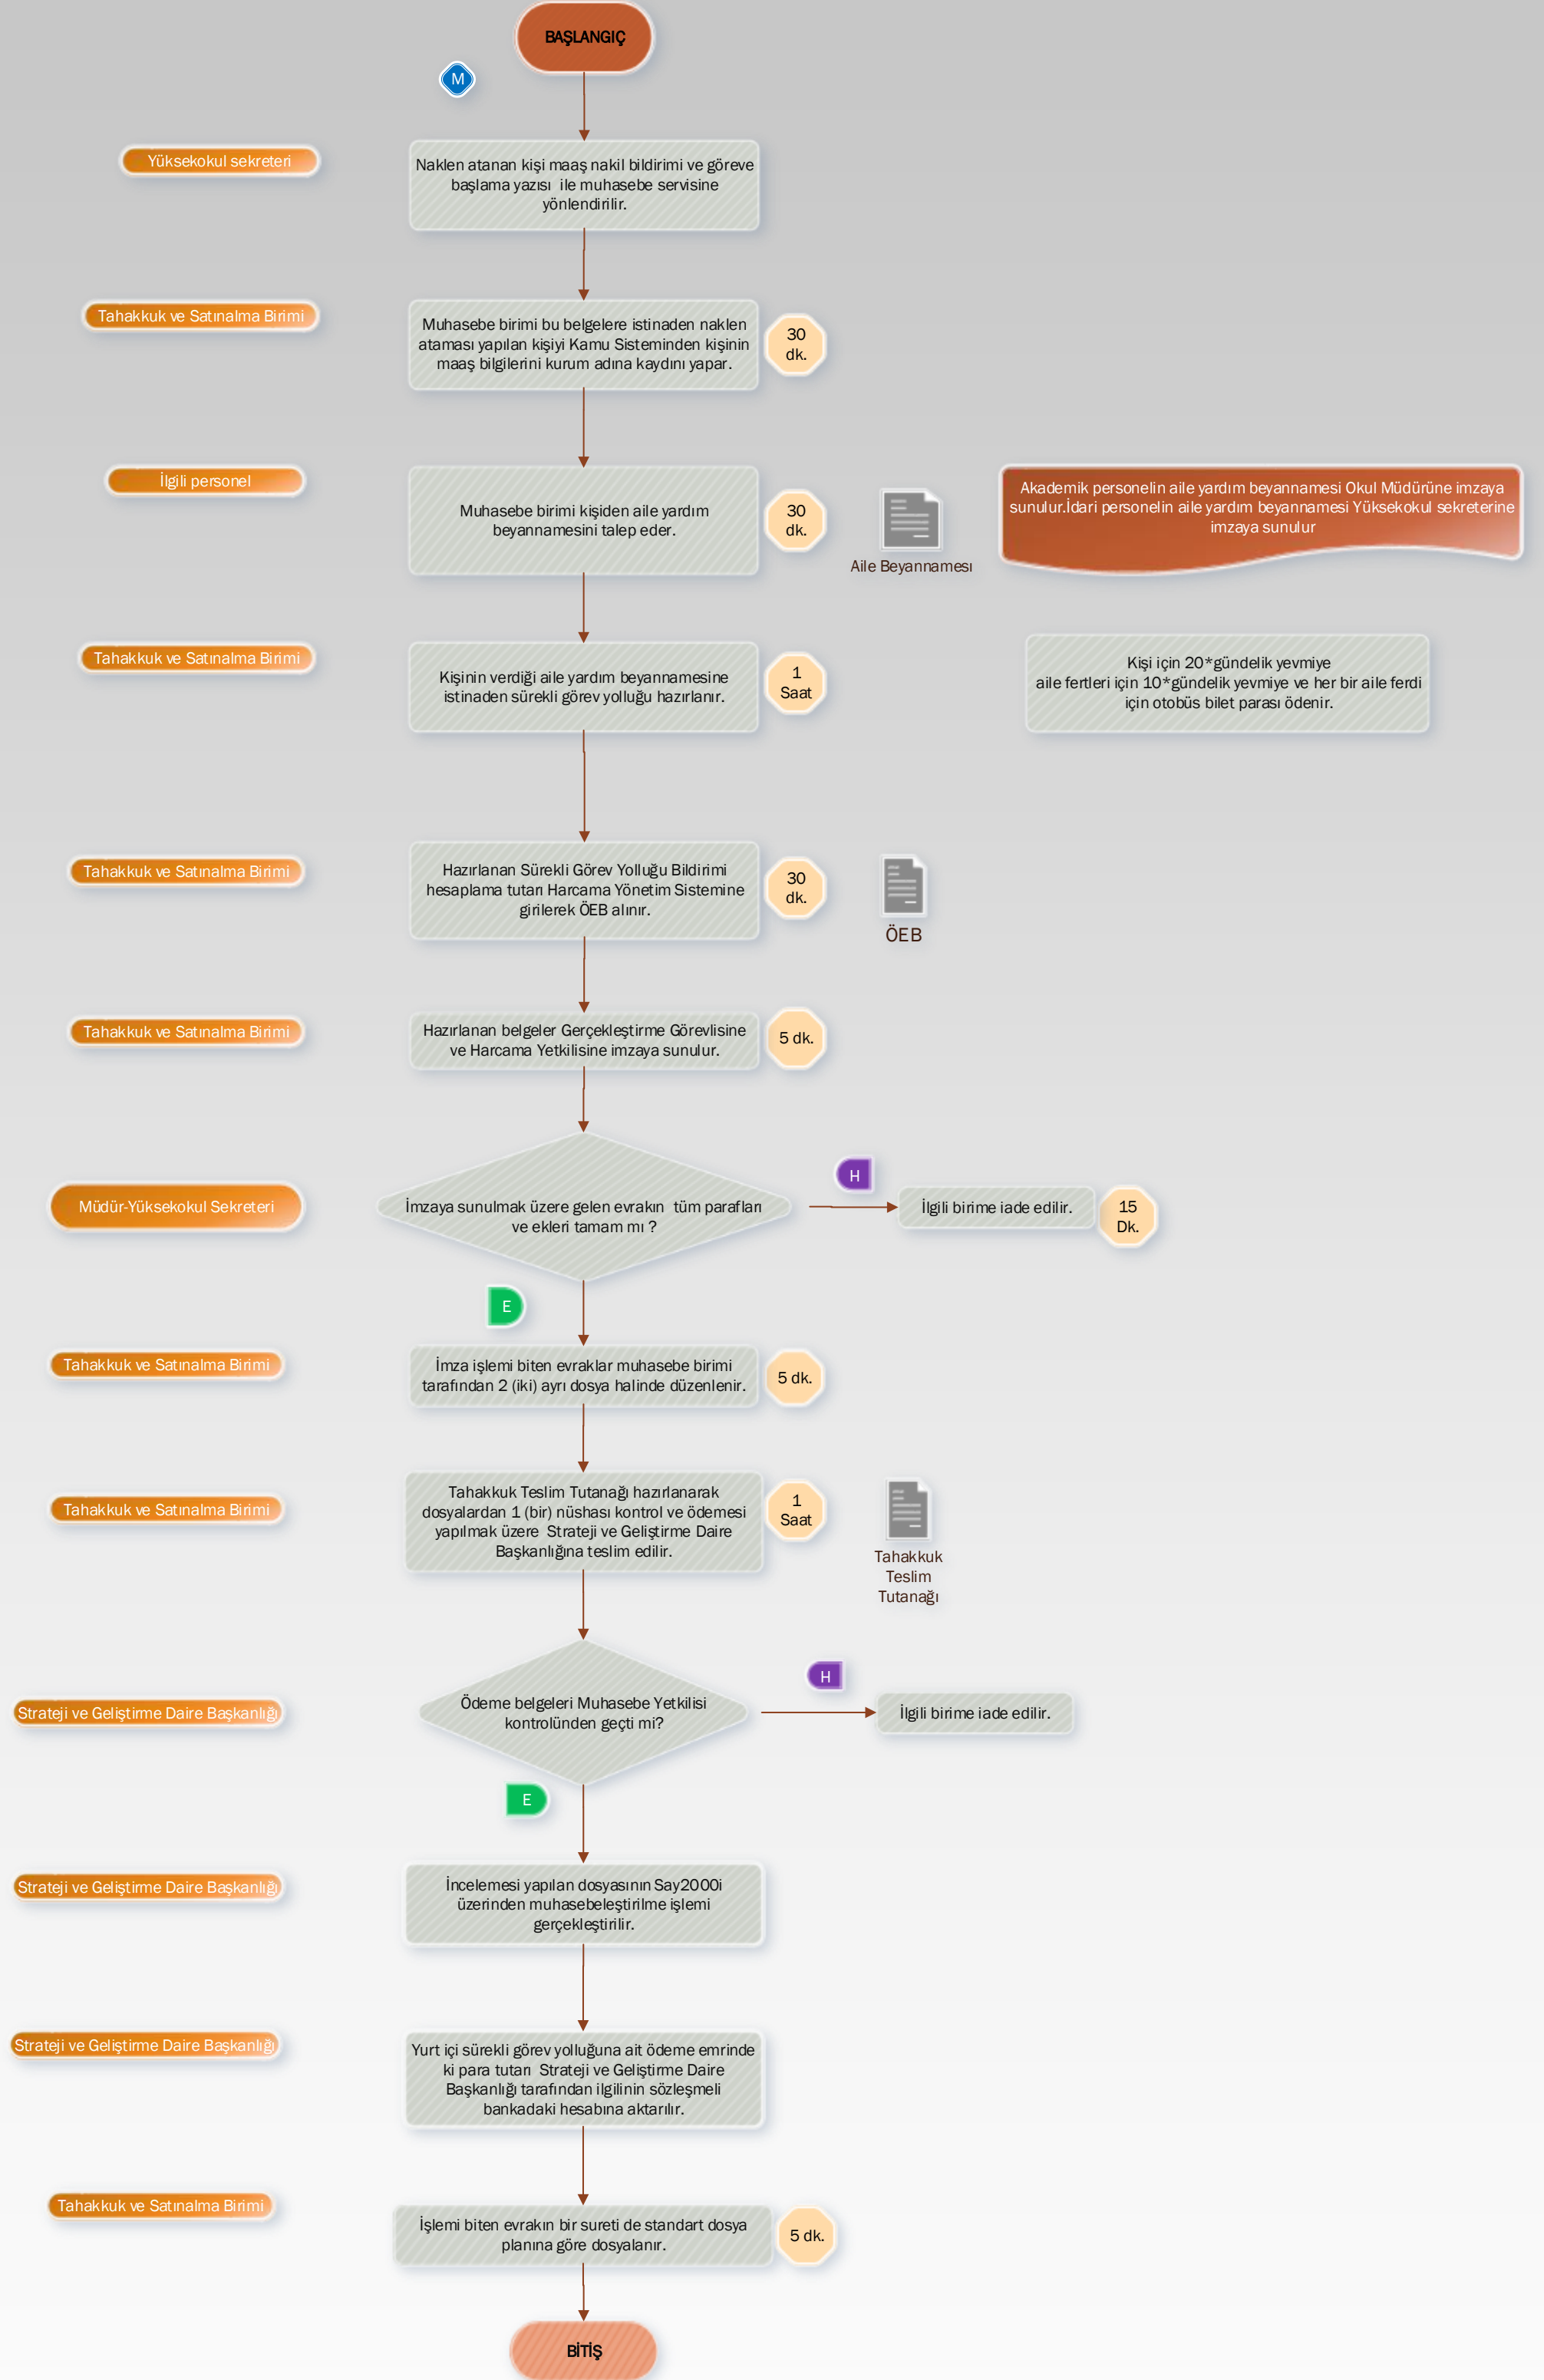 BAŞLANGIÇ
M
Yüksekokul sekreteri
Naklen atanan kişi maaş nakil bildirimi ve göreve
başlama yazısı  ile muhasebe servisine
yönlendirilir.
Tahakkuk ve Satınalma Birimi
Muhasebe birimi bu belgelere istinaden naklen
ataması yapılan kişiyi Kamu Sisteminden kişinin
maaş bilgilerini kurum adına kaydını yapar.
30
dk.
İlgili personel
Muhasebe birimi kişiden aile yardım
beyannamesini talep eder.
30
dk.
Aile Beyannamesı
Akademik personelin aile yardım beyannamesi Okul Müdürüne imzaya
sunulur.İdari personelin aile yardım beyannamesi Yüksekokul sekreterine
imzaya sunulur
Tahakkuk ve Satınalma Birimi
Kişinin verdiği aile yardım beyannamesine
istinaden sürekli görev yolluğu hazırlanır.
1
Saat
Kişi için 20*gündelik yevmiye
aile fertleri için 10*gündelik yevmiye ve her bir aile ferdi
için otobüs bilet parası ödenir.
Tahakkuk ve Satınalma Birimi
Hazırlanan Sürekli Görev Yolluğu Bildirimi
hesaplama tutarı Harcama Yönetim Sistemine
girilerek ÖEB alınır.
30
dk.
ÖEB
Tahakkuk ve Satınalma Birimi
Hazırlanan belgeler Gerçekleştirme Görevlisine
ve Harcama Yetkilisine imzaya sunulur.
5 dk.
Müdür-Yüksekokul Sekreteri
İmzaya sunulmak üzere gelen evrakın  tüm parafları
ve ekleri tamam mı ?
H
İlgili birime iade edilir.
15
Dk.
E
Tahakkuk ve Satınalma Birimi
İmza işlemi biten evraklar muhasebe birimi
tarafından 2 (iki) ayrı dosya halinde düzenlenir.
5 dk.
Tahakkuk ve Satınalma Birimi
Tahakkuk Teslim Tutanağı hazırlanarak
dosyalardan 1 (bir) nüshası kontrol ve ödemesi
yapılmak üzere  Strateji ve Geliştirme Daire
Başkanlığına teslim edilir.
1
Saat
Tahakkuk
Teslim
Tutanağı
Strateji ve Geliştirme Daire Başkanlığı
Ödeme belgeleri Muhasebe Yetkilisi
kontrolünden geçti mi?
H
İlgili birime iade edilir.
E
Strateji ve Geliştirme Daire Başkanlığı
İncelemesi yapılan dosyasının Say2000i
üzerinden muhasebeleştirilme işlemi
gerçekleştirilir.
Strateji ve Geliştirme Daire Başkanlığı
Yurt içi sürekli görev yolluğuna ait ödeme emrinde
ki para tutarı  Strateji ve Geliştirme Daire
Başkanlığı tarafından ilgilinin sözleşmeli
bankadaki hesabına aktarılır.
Tahakkuk ve Satınalma Birimi
İşlemi biten evrakın bir sureti de standart dosya
planına göre dosyalanır.
5 dk.
BİTİŞ